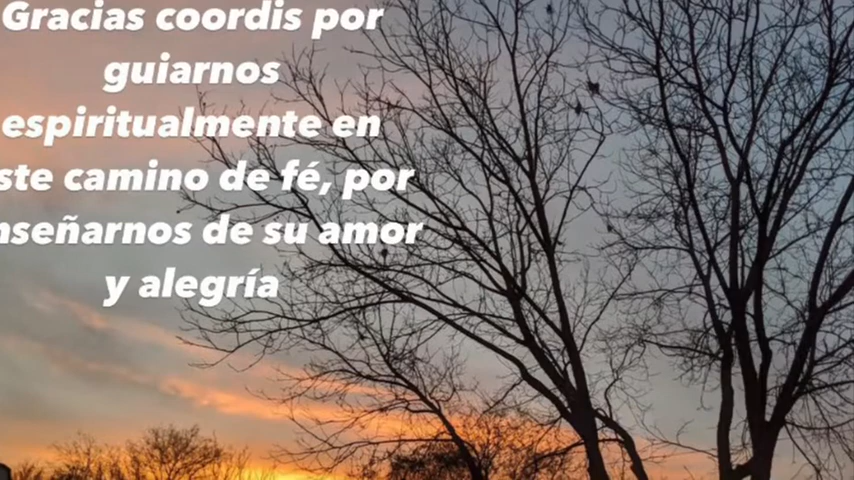 Gracias coordis por
guiarnos
espiritualmente en
ste camino de fé, por
nseñarnos de su amor
y alegría